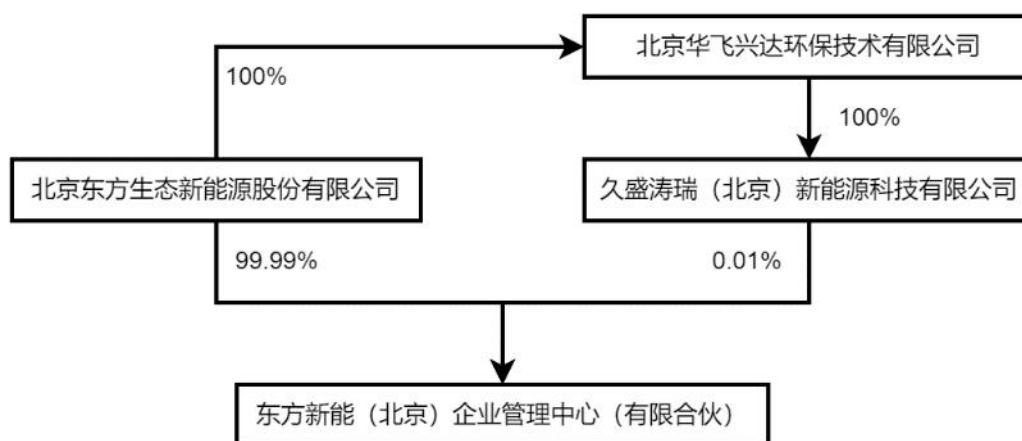 北京华飞兴达环保技术有限公司
100%
100%
北京东方生态新能源股份有限公司
久盛涛瑞（北京）新能源科技有限公司
99.99%
0.01%
东方新能（北京）企业管理中心（有限合伙）